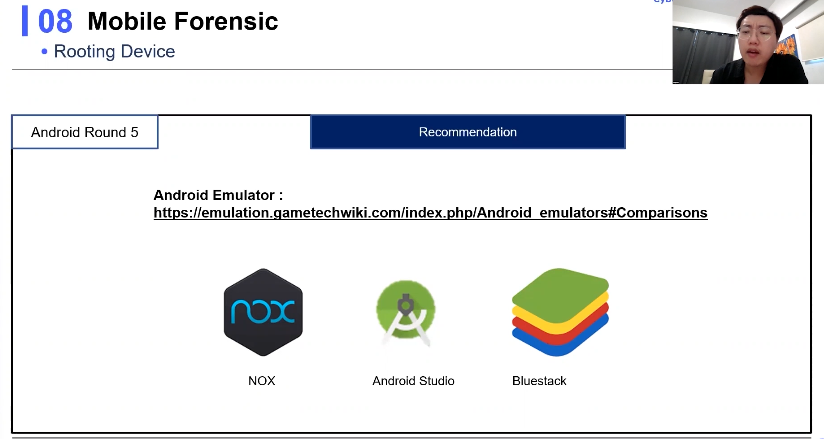 08 Mobile Forensic
• Rooting Device
Android Round 5
Recommendation
Android Emulator :
https://emulation.gametechwiki.com/index.php/Android_emulators#Comparisons
nox
NOX
Android Studio
Bluestack